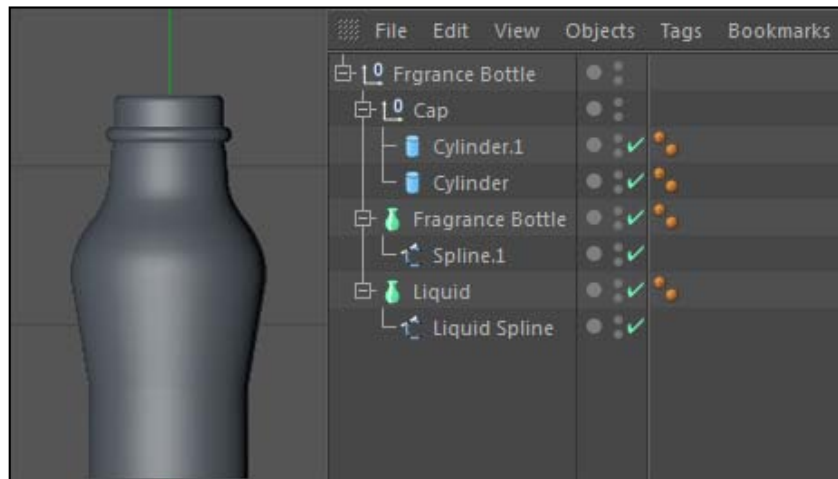 File Edit View Objects Tags Bookmarks
Frgrance Bottle
Cap
Cylinder.1
Cylinder
Fragrance Bottle
Spline.1
Liquid
Liquid Spline